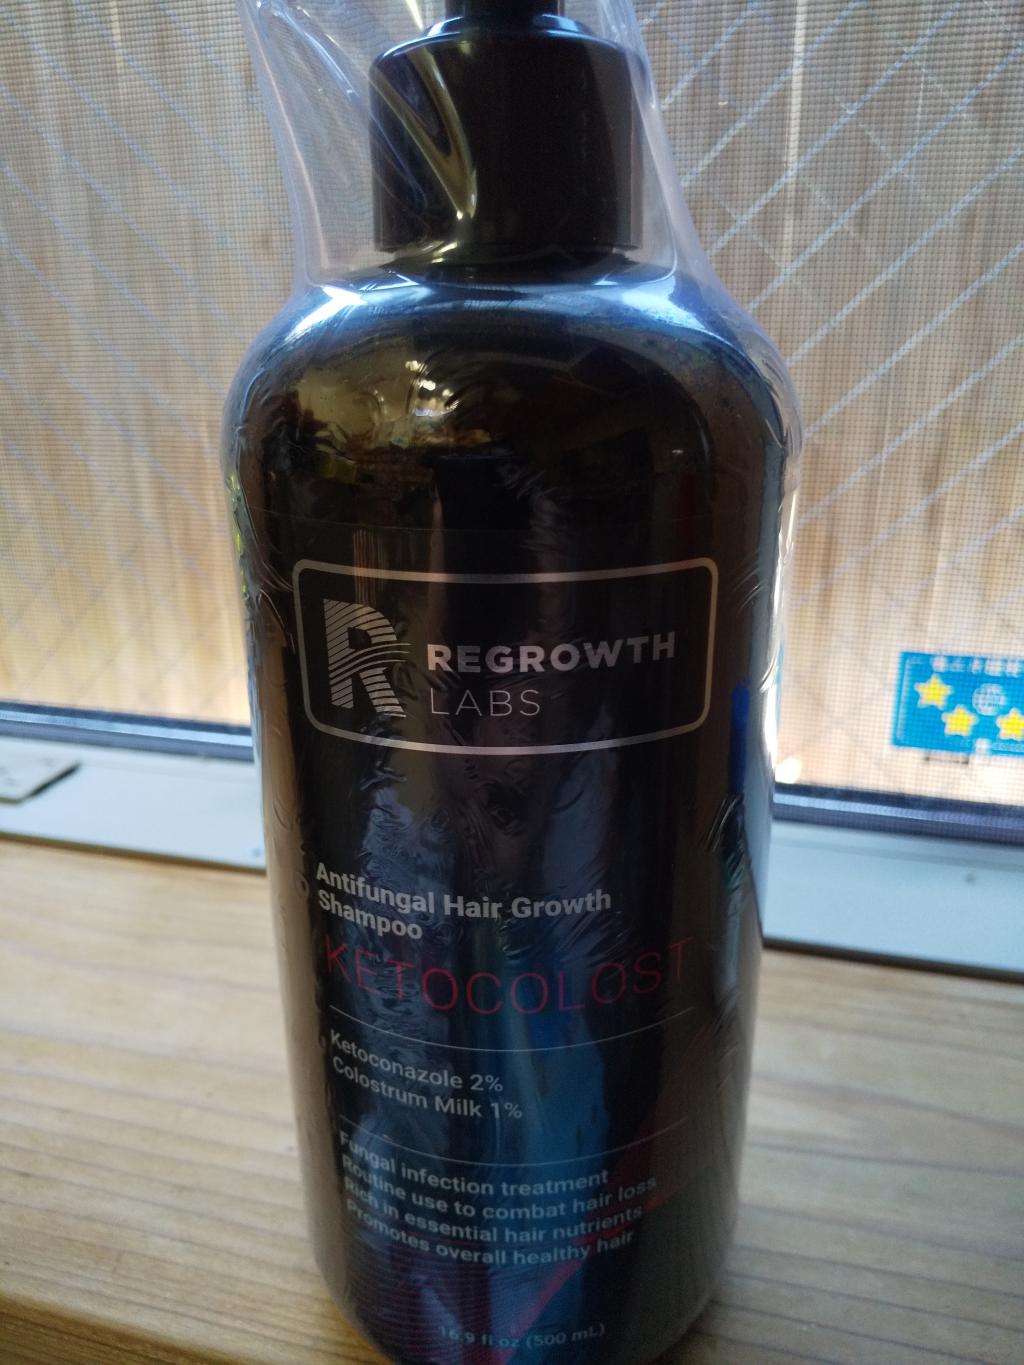 REGROWTH
LABS
Antifungal Hair Growth
Shampoo
KETOCOLOST
Ketoconazole 2%
Colostrum Milk 1%
Fungal infection treatment
Routine use to combat hair loss
Rich in essential hair nutrients
Promotes overall healthy hair
16.9 fl oz (500 mL)